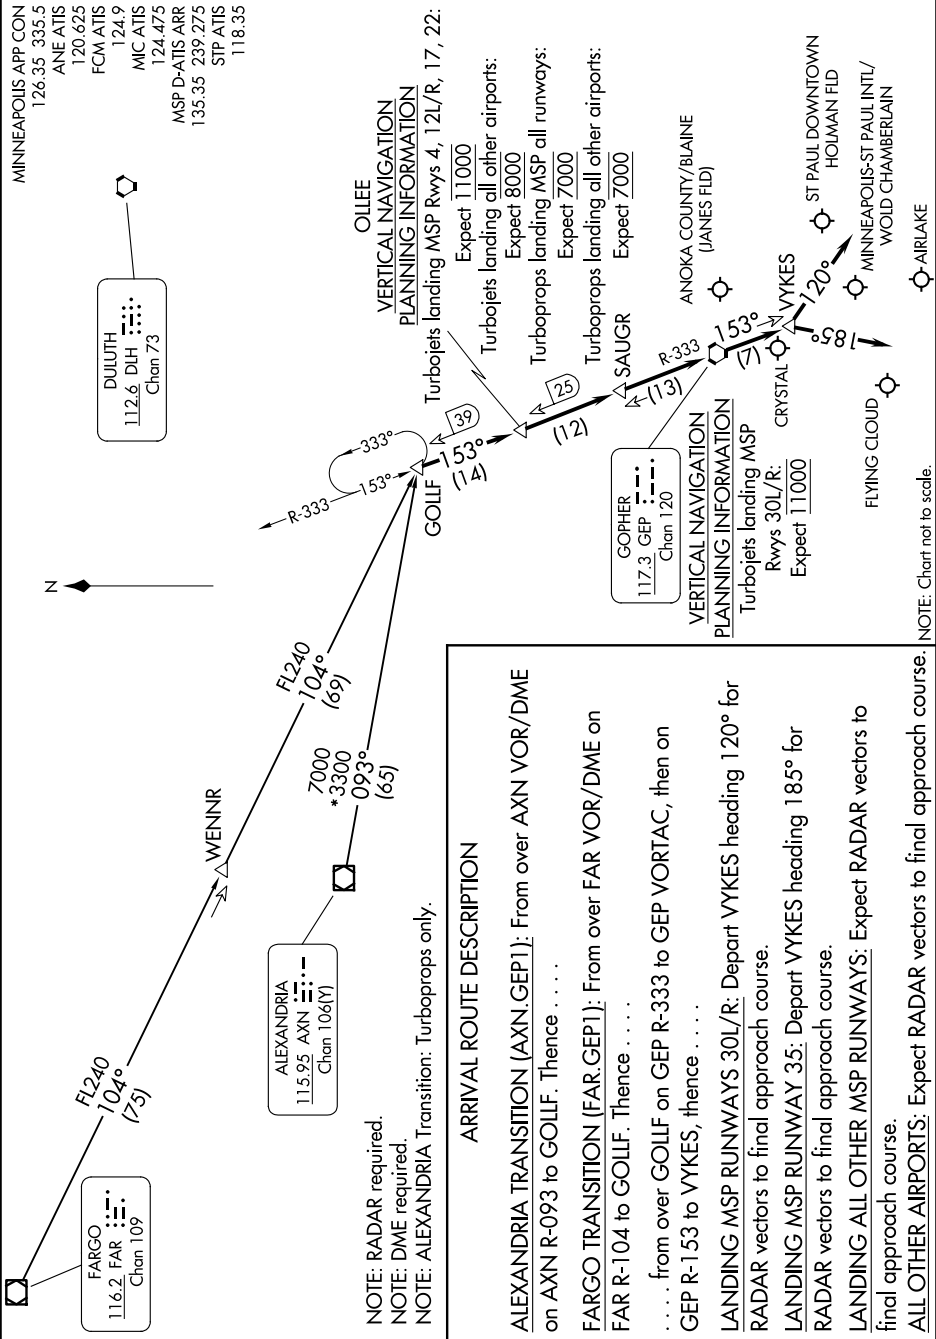 MINNEAPOLIS APP CON
126.35 335.5
ANE ATIS
120.625
FCM ATIS
124.9
MIC ATIS
124.475
MSP D-ATIS ARR
135.35 239.275
STP ATIS
118.35
DULUTH
112.6 DLH
Chan 73
N
FARGO
116.2 FAR
Chan 109
FL240
104°
(75)
WENNR
FL240
104°
(69)
ALEXANDRIA
115.95 AXN
Chan 106(Y)
7000
*3300
093°
(65)
R-333
153°
333°
GOLLF
39
153°
(14)
OLLEE
VERTICAL NAVIGATION
PLANNING INFORMATION
Turbojets landing MSP Rwys 4, 12L/R, 17, 22:
Expect 11000
Turbojets landing all other airports:
Expect 8000
Turboprops landing MSP all runways:
Expect 7000
Turboprops landing all other airports:
Expect 7000
25
(12)
SAUGR
(13)
R-333
GOPHER
117.3 GEP
Chan 120
VERTICAL NAVIGATION
PLANNING INFORMATION
Turbojets landing MSP
Rwys 30L/R:
Expect 11000
ANOKA COUNTY/BLAINE
(JANES FLD)
153°
(7)
CRYSTAL
VYKES
120°
185°
ST PAUL DOWNTOWN
HOLMAN FLD
MINNEAPOLIS-ST PAUL INTL/
WOLD CHAMBERLAIN
FLYING CLOUD
AIRLAKE
NOTE: RADAR required.
NOTE: DME required.
NOTE: ALEXANDRIA Transition: Turboprops only.
ARRIVAL ROUTE DESCRIPTION
ALEXANDRIA TRANSITION (AXN.GEP1): From over AXN VOR/DME
on AXN R-093 to GOLLF. Thence . . . .
FARGO TRANSITION (FAR.GEP1): From over FAR VOR/DME on
FAR R-104 to GOLLF. Thence . . . .
. . . . from over GOLLF on GEP R-333 to GEP VORTAC, then on
GEP R-153 to VYKES, thence . . . .
LANDING MSP RUNWAYS 30L/R: Depart VYKES heading 120° for
RADAR vectors to final approach course.
LANDING MSP RUNWAY 35: Depart VYKES heading 185° for
RADAR vectors to final approach course.
LANDING ALL OTHER MSP RUNWAYS: Expect RADAR vectors to
final approach course.
ALL OTHER AIRPORTS: Expect RADAR vectors to final approach course.
NOTE: Chart not to scale.